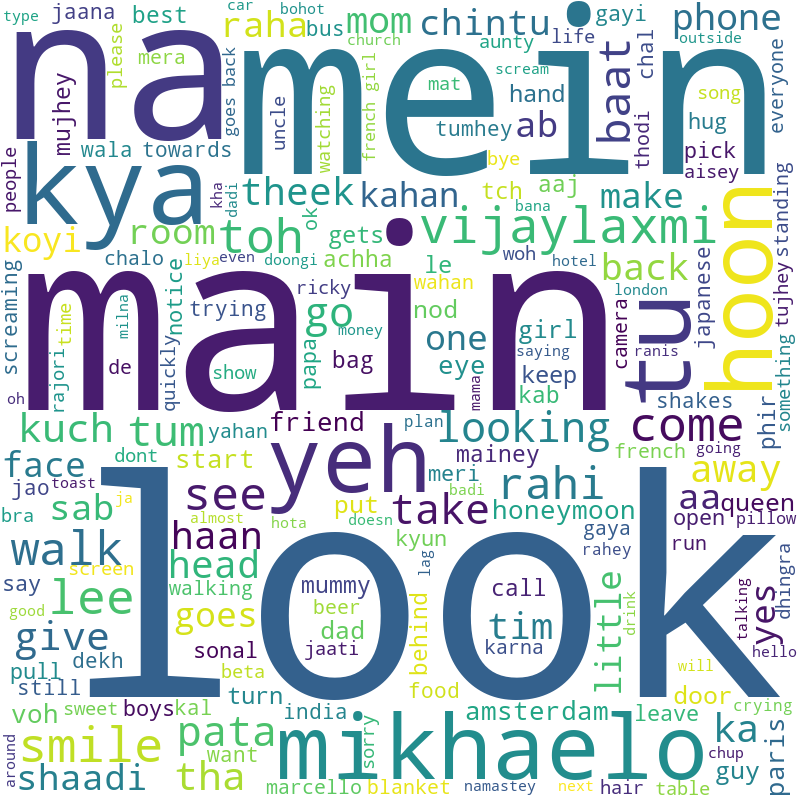 type jaana best raha mom chintu gayi phone
car bohot bus church aunty life chal outside
na mein mujhey please mera goes back uncle watching french girl mat scream hand baat thodi song everyone
tumhey ab hug pick aisey
people wala towards kha dadi theek kahan tch bye aaj make
kya koyi room toh ok gets bana vijaylaxmi hoon tujhey standing
screaming chalo liya even doongi achha le woh hotel back
notice trying ricky wahan nod girl london japanese
main rajori time milna de quickly show money go papa bag one eye mama saying keep kab camera ranis tu something
oh kuch tum yahan friend plan looking shakes come phir
face dont start yeh meri mainey french going away
jao toast ja see take badi rahi aa queen
bra sab almost hota put doesn honeymoon gaya open pillow
walk haan kyun rahey run
say screen head lag call talking yes dhingra
good lee walking mummy beer little drink hello
give goes dad jaati behind tim karna
dekh sonal look will
pull beta food door
still turn
voh sweet boys kal india amsterdam leave crying
smile pata want sorry mikhaelo ka chup paris
around shaadi tha guy
marcello blanket namastey next hair table